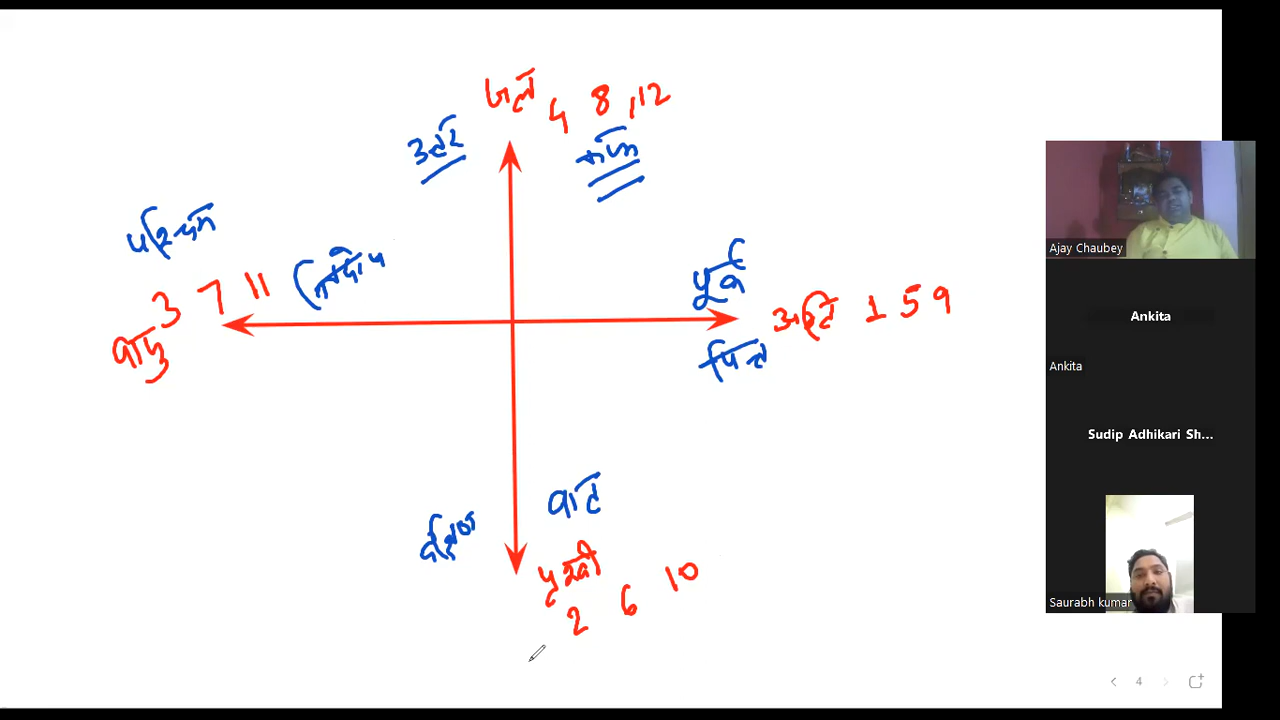 जल 4 8, 12
उत्तर
कफ
पश्चिम
3 7 11 त्रिदोष
वायु
पूर्व
अग्नि 1 5 9
पित्त
वात
दक्षिण
पृथ्वी
2 6 10
Ajay Chaubey
Ankita
Ankita
Sudip Adhikari Sh...
Saurabh kumar
4